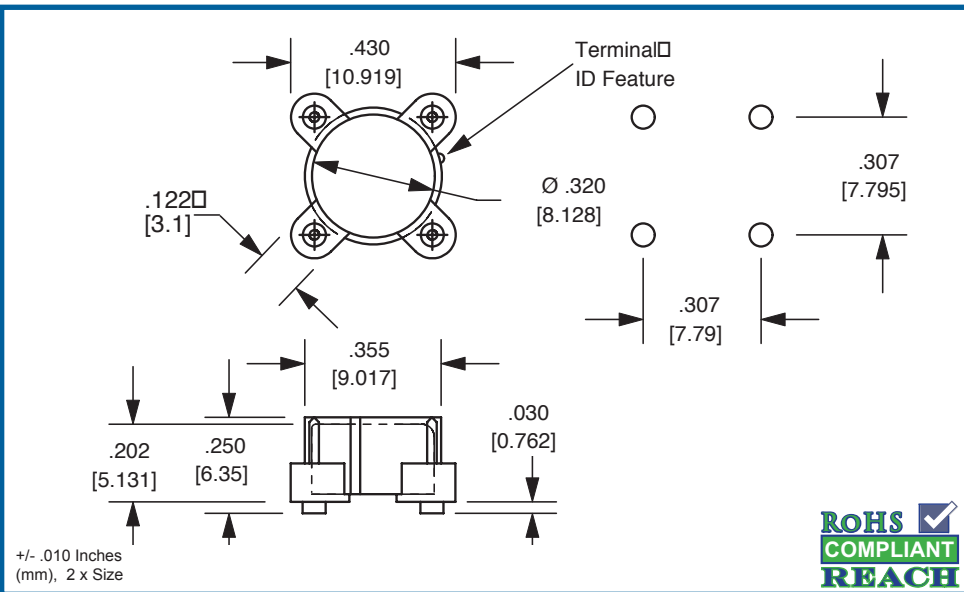 .430
[10.919]
Terminal□
ID Feature
.307
[7.795]
Ø .320
[8.128]
.122□
[3.1]
.307
[7.79]
.355
[9.017]
.030
[0.762]
.202
[5.131]
.250
[6.35]
+/- .010 Inches
(mm), 2 x Size
RoHS
COMPLIANT
REACH